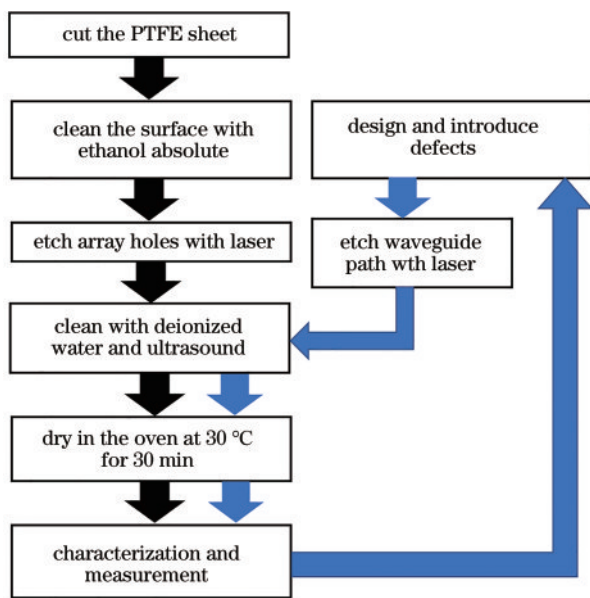 cut the PTFE sheet
clean the surface with
ethanol absolute
etch array holes with laser
clean with deionized
water and ultrasound
dry in the oven at 30 °C
for 30 min
characterization and
measurement
design and introduce
defects
etch waveguide
path wth laser